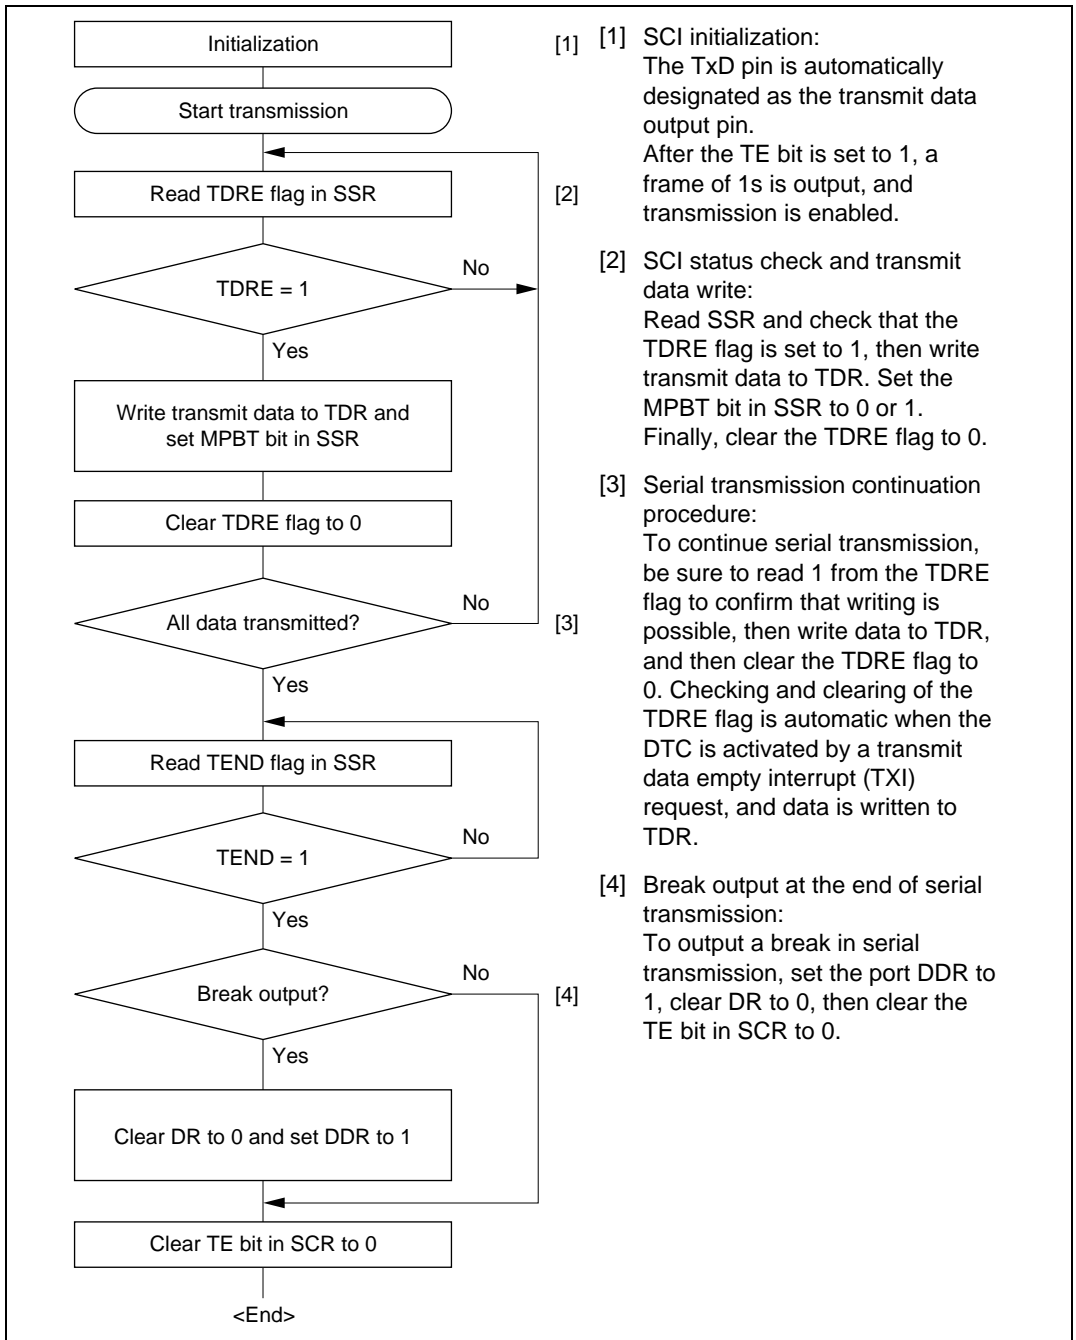 Initialization
[1]
Start transmission
Read TDRE flag in SSR
[2]
TDRE = 1
No
Yes
Write transmit data to TDR and
set MPBT bit in SSR
Clear TDRE flag to 0
All data transmitted?
No
[3]
Yes
Read TEND flag in SSR
TEND = 1
No
Yes
Break output?
No
[4]
Yes
Clear DR to 0 and set DDR to 1
Clear TE bit in SCR to 0
<End>
[1] SCI initialization:
The TxD pin is automatically
designated as the transmit data
output pin.
After the TE bit is set to 1, a
frame of 1s is output, and
transmission is enabled.
[2] SCI status check and transmit
data write:
Read SSR and check that the
TDRE flag is set to 1, then write
transmit data to TDR. Set the
MPBT bit in SSR to 0 or 1.
Finally, clear the TDRE flag to 0.
[3] Serial transmission continuation
procedure:
To continue serial transmission,
be sure to read 1 from the TDRE
flag to confirm that writing is
possible, then write data to TDR,
and then clear the TDRE flag to
0. Checking and clearing of the
TDRE flag is automatic when the
DTC is activated by a transmit
data empty interrupt (TXI)
request, and data is written to
TDR.
[4] Break output at the end of serial
transmission:
To output a break in serial
transmission, set the port DDR to
1, clear DR to 0, then clear the
TE bit in SCR to 0.